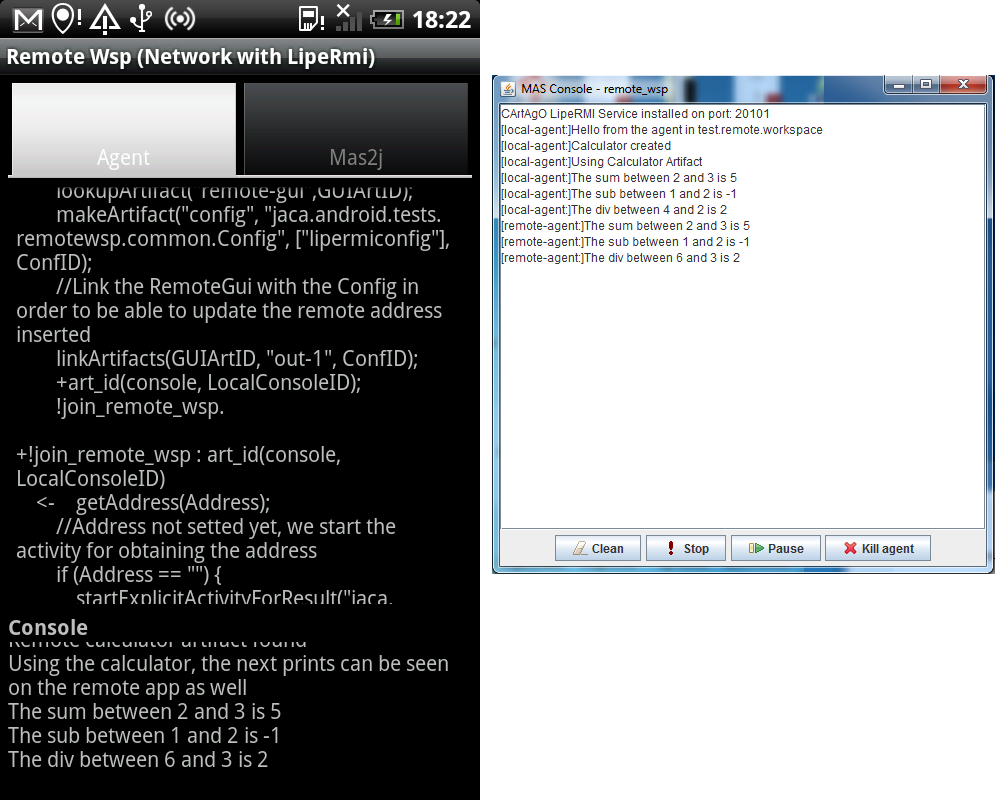 18:22
Remote Wsp (Network with LipeRmi)
Agent
Mas2j
lookupArtifact("remote-gui",GUIArtID);
makeArtifact("config", "jaca.android.tests.
remotewsp.common.Config", ["lipermiconfig"],
ConfID);
//Link the RemoteGui with the Config in
order to be able to update the remote address
inserted
linkArtifacts(GUIArtID, "out-1", ConfID);
+art_id(console, LocalConsoleID);
!join_remote_wsp.
+!join_remote_wsp : art_id(console,
LocalConsoleID)
<- getAddress(Address);
//Address not setted yet, we start the
activity for obtaining the address
if (Address == "") {
startExplicitActivityForResult("jaca.
Console
Remote calculator artifact found
Using the calculator, the next prints can be seen
on the remote app as well
The sum between 2 and 3 is 5
The sub between 1 and 2 is -1
The div between 6 and 3 is 2
MAS Console - remote_wsp
CArtAgO LipeRMI Service installed on port: 20101
[local-agent:]Hello from the agent in test.remote.workspace
[local-agent:]Calculator created
[local-agent:]Using Calculator Artifact
[local-agent:]The sum between 2 and 3 is 5
[local-agent:]The sub between 1 and 2 is -1
[local-agent:]The div between 4 and 2 is 2
[remote-agent:]The sum between 2 and 3 is 5
[remote-agent:]The sub between 1 and 2 is -1
[remote-agent:]The div between 6 and 3 is 2
Clean
Stop
Pause
Kill agent